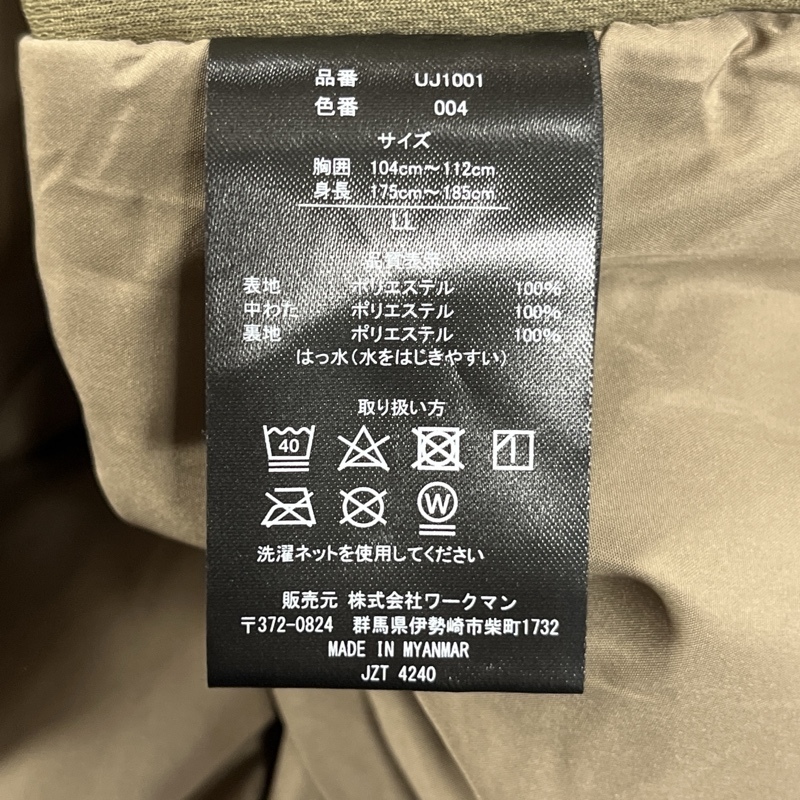 品番 UJ1001
色番 004
サイズ
胸囲 104cm～112cm
身長 175cm～185cm
LL
品質表示
表地 ポリエステル 100%
中わた ポリエステル 100%
裏地 ポリエステル 100%
はっ水(水をはじきやすい)
取り扱い方
40
W
洗濯ネットを使用してください
販売元 株式会社ワークマン
〒372-0824 群馬県伊勢崎市柴町1732
MADE IN MYANMAR
JZT 4240